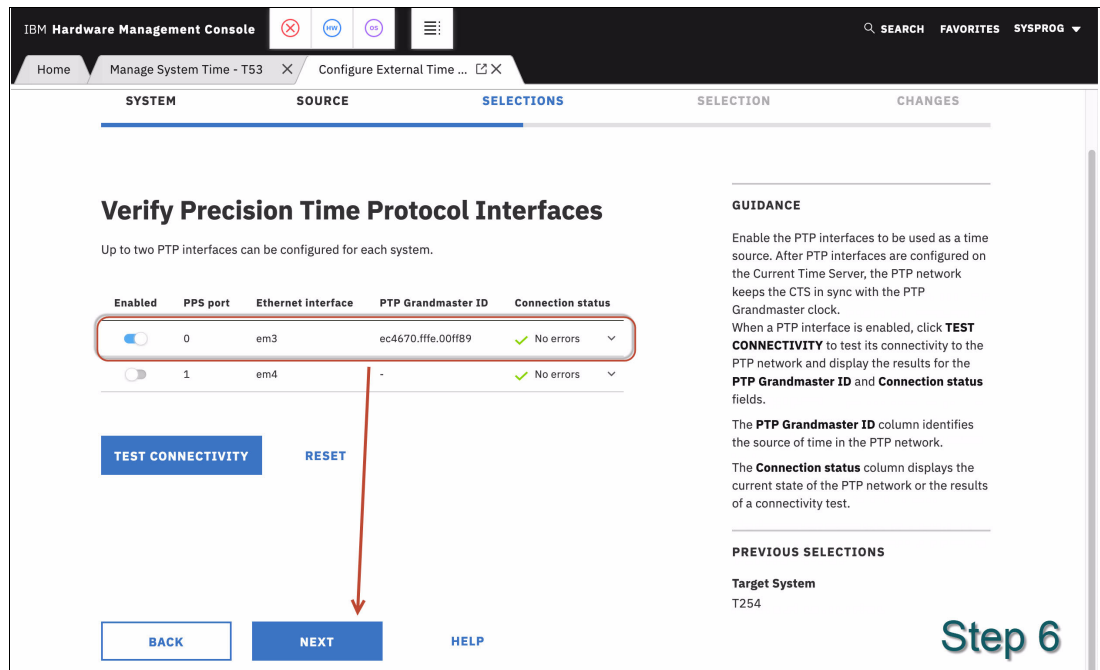 IBM Hardware Management Console
HW
OS
SEARCH FAVORITES SYSPROG
Home
Manage System Time - T53
Configure External Time ...
SYSTEM SOURCE SELECTIONS SELECTION CHANGES
Verify Precision Time Protocol Interfaces
Up to two PTP interfaces can be configured for each system.
Enabled PPS port Ethernet interface PTP Grandmaster ID Connection status
0 em3 ec4670.fffe.00ff89 No errors
1 em4 - No errors
TEST CONNECTIVITY RESET
BACK NEXT HELP
GUIDANCE
Enable the PTP interfaces to be used as a time
source. After PTP interfaces are configured on
the Current Time Server, the PTP network
keeps the CTS in sync with the PTP
Grandmaster clock.
When a PTP interface is enabled, click TEST
CONNECTIVITY to test its connectivity to the
PTP network and display the results for the
PTP Grandmaster ID and Connection status
fields.
The PTP Grandmaster ID column identifies
the source of time in the PTP network.
The Connection status column displays the
current state of the PTP network or the results
of a connectivity test.
PREVIOUS SELECTIONS
Target System
T254
Step 6